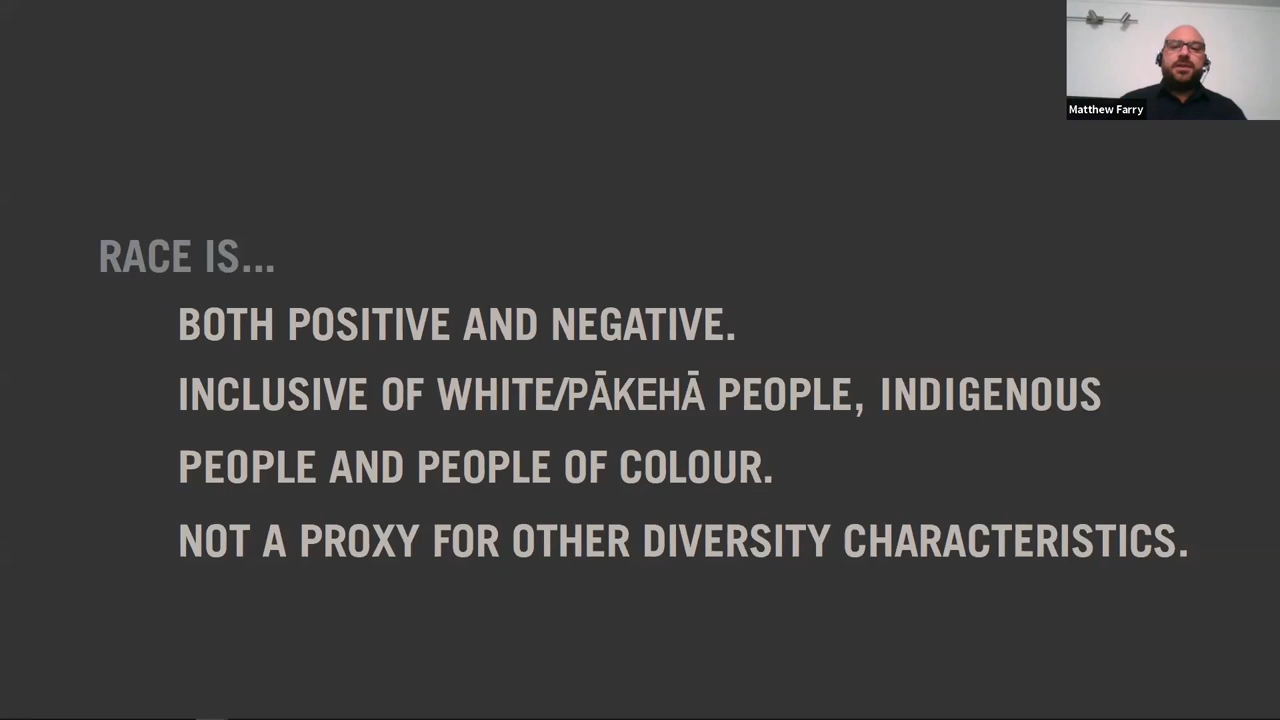 Matthew Farry
RACE IS...
BOTH POSITIVE AND NEGATIVE.
INCLUSIVE OF WHITE/PĀKEHĀ PEOPLE, INDIGENOUS
PEOPLE AND PEOPLE OF COLOUR.
NOT A PROXY FOR OTHER DIVERSITY CHARACTERISTICS.